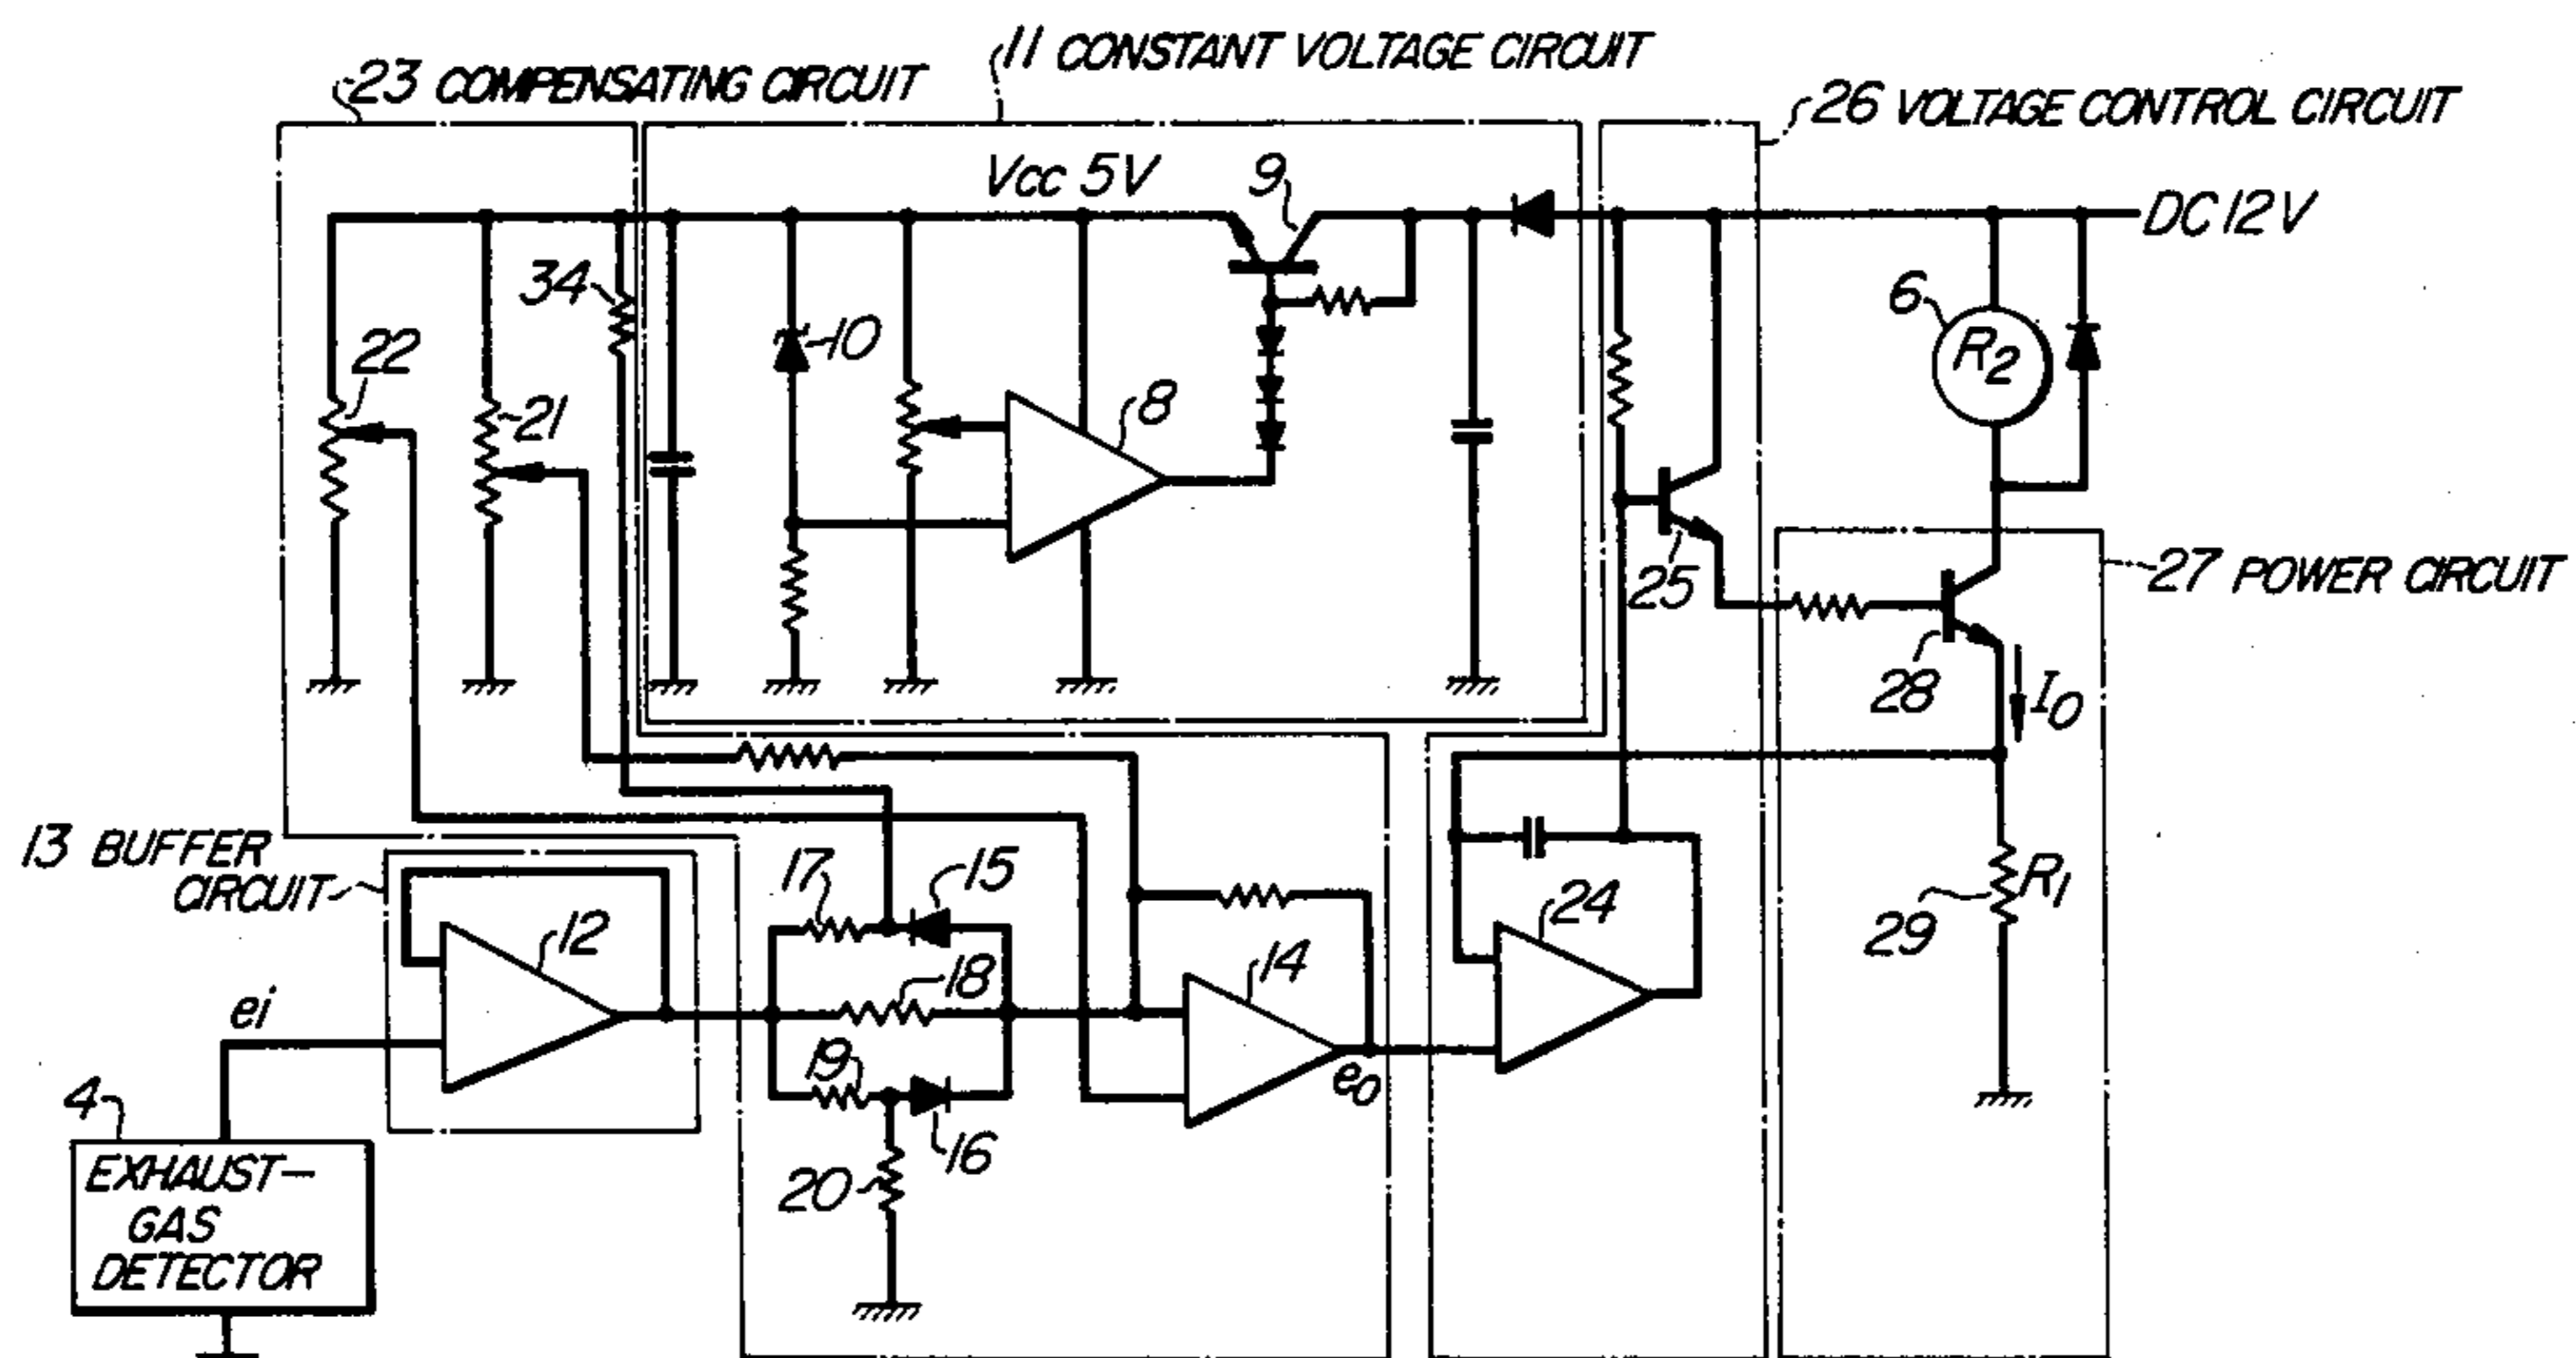 11 CONSTANT VOLTAGE CIRCUIT
23 COMPENSATING CIRCUIT
26 VOLTAGE CONTROL CIRCUIT
Vcc 5V
9
DC 12V
34
6
R2
22
10
21
8
25
27 POWER CIRCUIT
28
I0
13 BUFFER
CIRCUIT
17
15
R1
29
12
18
14
24
ei
19
e0
4
16
20
EXHAUST-
GAS
DETECTOR